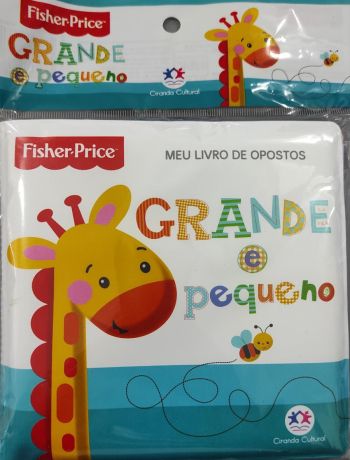 Fisher-Price
GRANDE
e pequeno
Ciranda Cultural
Fisher-Price
MEU LIVRO DE OPOSTOS
GRANDE
e
pequeno
Ciranda Cultural